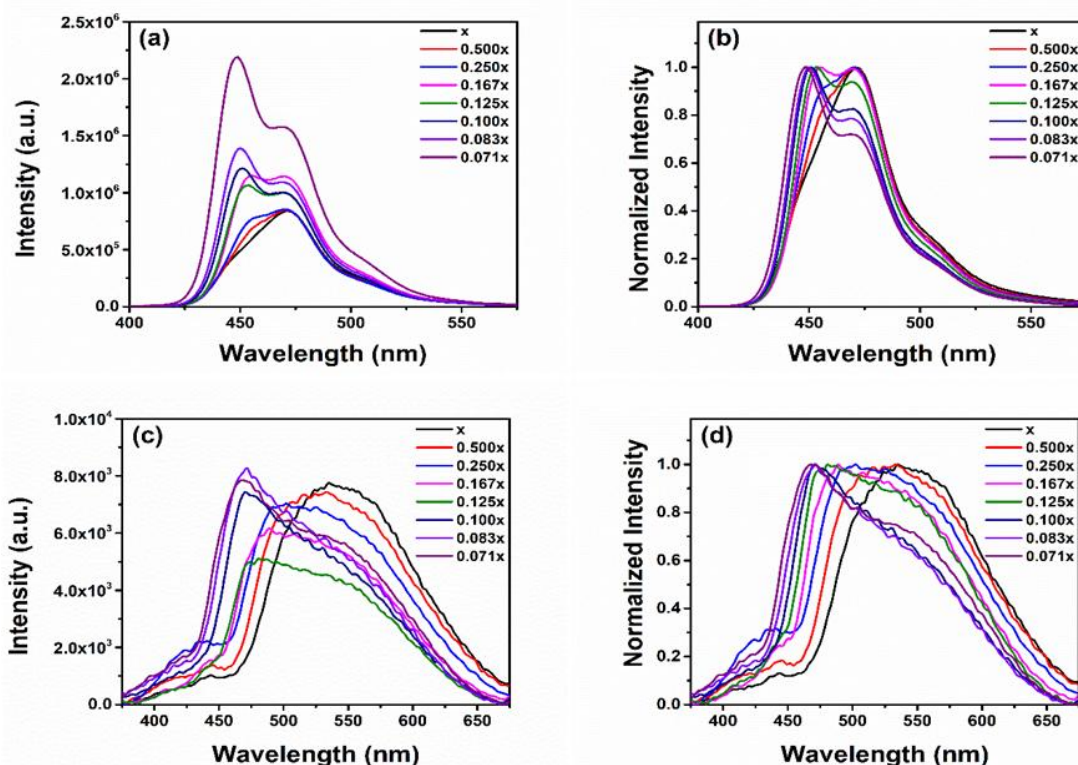 (a)
x
0.500x
0.250x
0.167x
0.125x
0.100x
0.083x
0.071x
2.5x10⁶
2.0x10⁶
1.5x10⁶
1.0x10⁶
5.0x10⁵
0.0
Intensity (a.u.)
400 450 500 550
Wavelength (nm)
(b)
x
0.500x
0.250x
0.167x
0.125x
0.100x
0.083x
0.071x
1.0
0.8
0.6
0.4
0.2
0.0
Normalized Intensity
400 450 500 550
Wavelength (nm)
(c)
x
0.500x
0.250x
0.167x
0.125x
0.100x
0.083x
0.071x
1.0x10⁴
8.0x10³
6.0x10³
4.0x10³
2.0x10³
0.0
Intensity (a.u.)
400 450 500 550 600 650
Wavelength (nm)
(d)
x
0.500x
0.250x
0.167x
0.125x
0.100x
0.083x
0.071x
1.0
0.8
0.6
0.4
0.2
0.0
Normalized Intensity
400 450 500 550 600 650
Wavelength (nm)